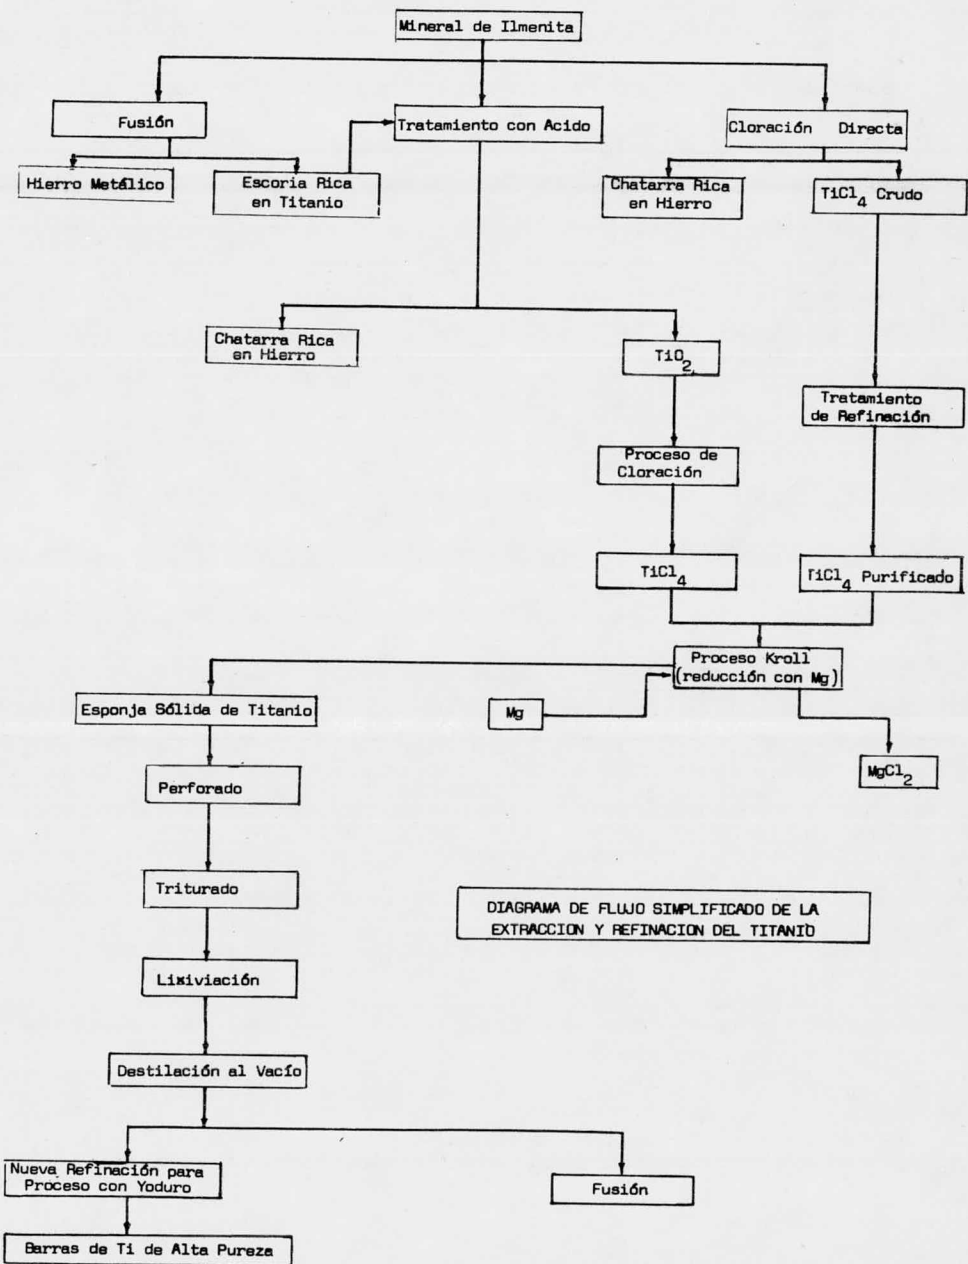 Mineral de Ilmenita
Fusión
Tratamiento con Acido
Cloración Directa
Hierro Metálico
Escoria Rica
en Titanio
Chatarra Rica
en Hierro
TiCl4 Crudo
Chatarra Rica
en Hierro
TiO2
Tratamiento
de Refinación
Proceso de
Cloración
TiCl4
TiCl4 Purificado
Proceso Kroll
(reducción con Mg)
Esponja Sólida de Titanio
Mg
MgCl2
Perforado
Triturado
DIAGRAMA DE FLUJO SIMPLIFICADO DE LA
EXTRACCION Y REFINACION DEL TITANIO
Lixiviación
Destilación al Vacío
Nueva Refinación para
Proceso con Yoduro
Fusión
Barras de Ti de Alta Pureza